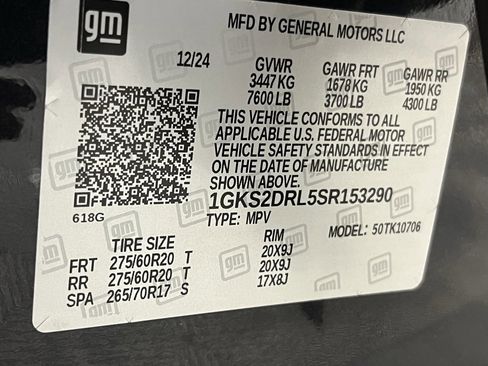 gm
MFD BY GENERAL MOTORS LLC
12/24 GVWR GAWR FRT GAWR RR
3447 KG 1678 KG 1950 KG
7600 LB 3700 LB 4300 LB
THIS VEHICLE CONFORMS TO ALL
APPLICABLE U.S. FEDERAL MOTOR
VEHICLE SAFETY STANDARDS IN EFFECT
ON THE DATE OF MANUFACTURE
SHOWN ABOVE.
1GKS2DRL5SR153290
618G TYPE: MPV MODEL: 50TK10706
TIRE SIZE RIM
FRT 275/60R20 T 20X9J
RR 275/60R20 T 20X9J
SPA 265/70R17 S 17X8J